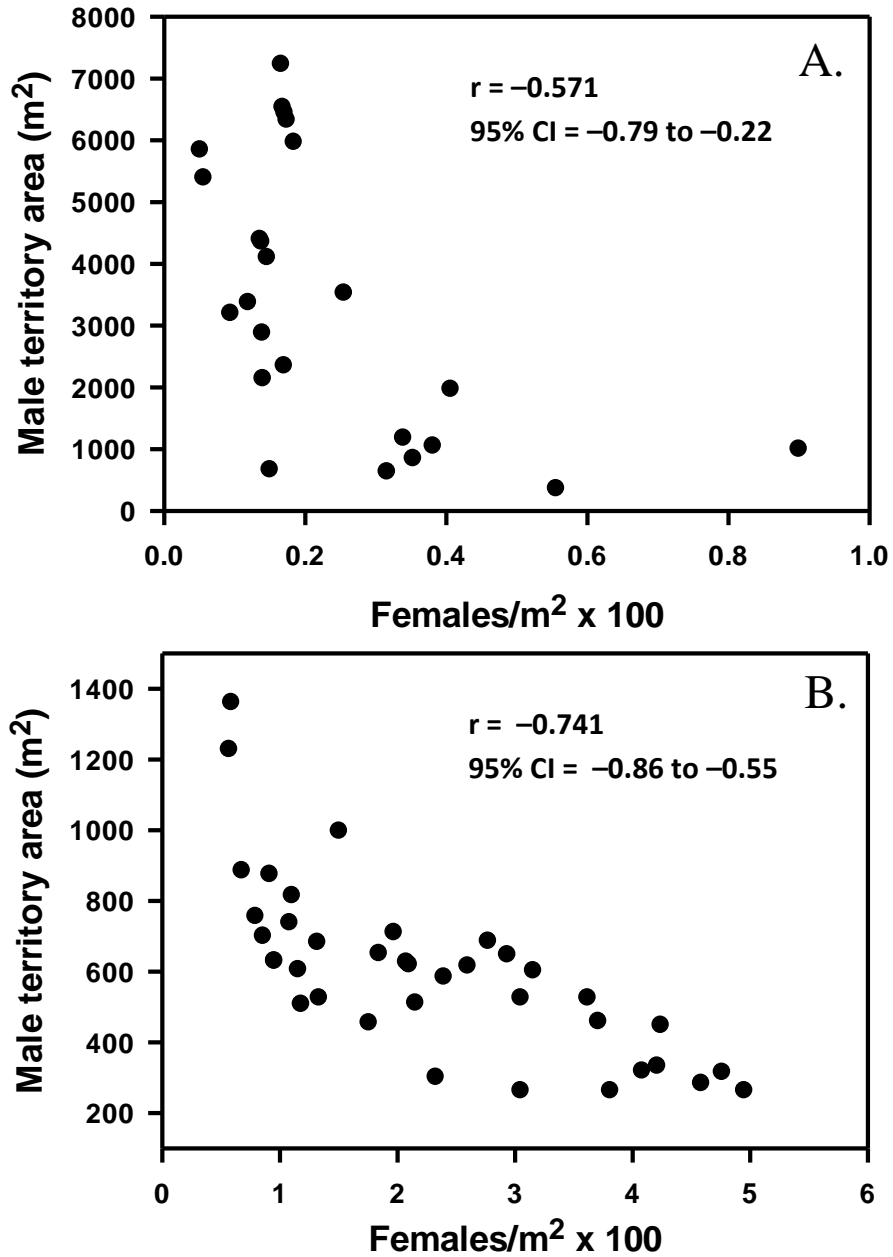 A.
r = –0.571
95% CI = –0.79 to –0.22
Male territory area (m²)
8000
7000
6000
5000
4000
3000
2000
1000
0
0.0 0.2 0.4 0.6 0.8 1.0
Females/m² x 100
B.
r = –0.741
95% CI = –0.86 to –0.55
Male territory area (m²)
1400
1200
1000
800
600
400
200
0 1 2 3 4 5 6
Females/m² x 100